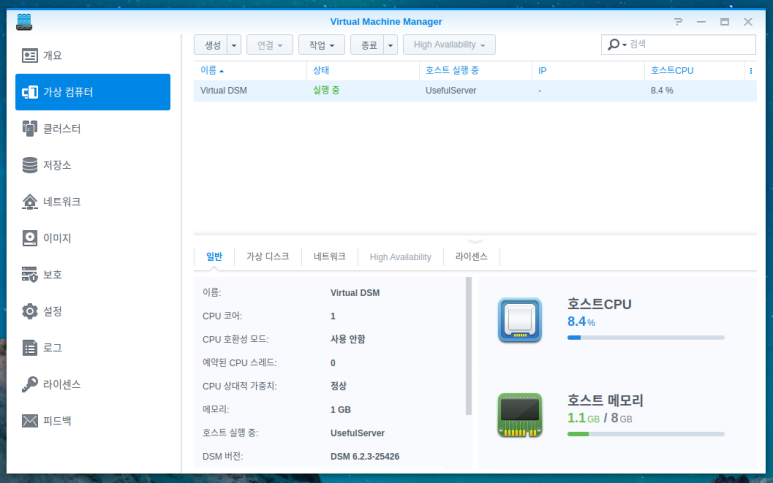 Virtual Machine Manager
생성 연결 작업 종료 High Availability 검색
개요
가상 컴퓨터
클러스터
저장소
네트워크
이미지
보호
설정
로그
라이센스
피드백
이름 상태 호스트 실행 중 IP 호스트CPU
Virtual DSM 실행 중 UsefulServer - 8.4 %
일반 가상 디스크 네트워크 High Availability 라이센스
이름: Virtual DSM
CPU 코어: 1
CPU 호환성 모드: 사용 안함
예약된 CPU 스레드: 0
CPU 상대적 가중치: 정상
메모리: 1 GB
호스트 실행 중: UsefulServer
DSM 버전: DSM 6.2.3-25426
호스트CPU
8.4%
호스트 메모리
1.1GB / 8GB